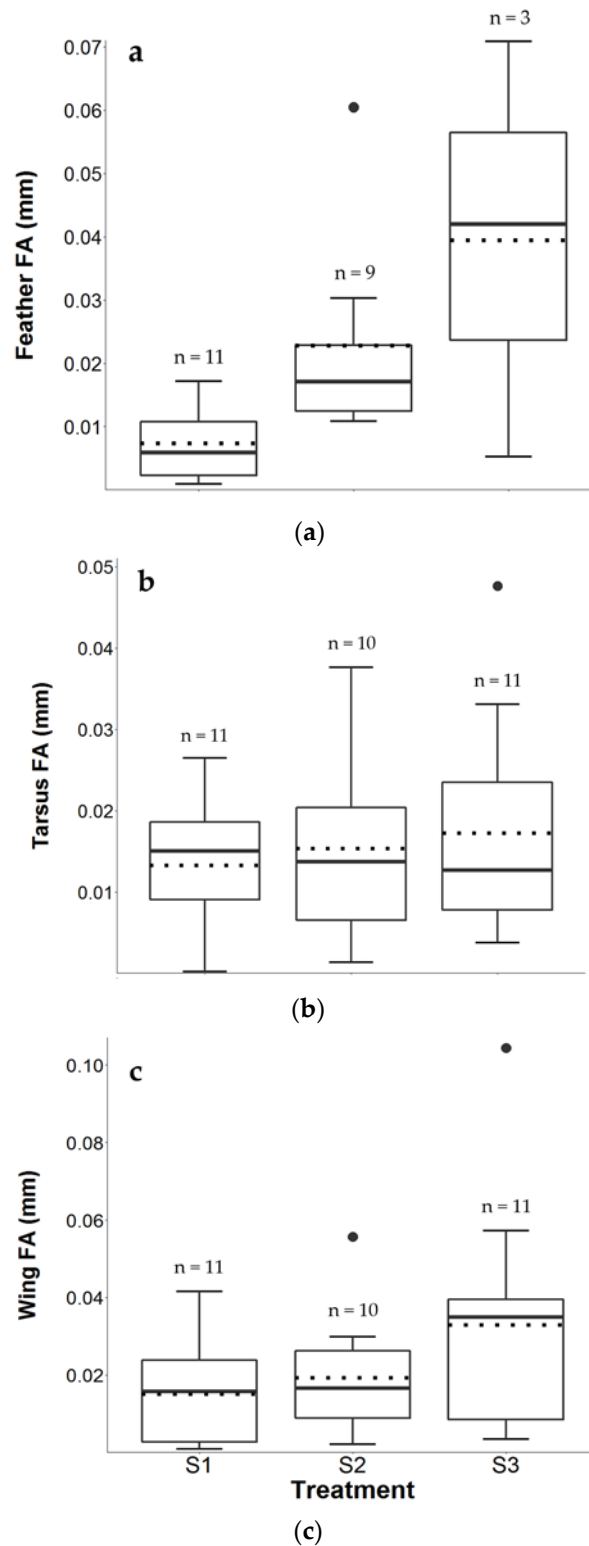 a
n = 3
0.07
0.06
0.05
n = 9
0.04
0.03
n = 11
0.02
0.01
Feather FA (mm)
(a)
b
0.05
n = 10
n = 11
0.04
n = 11
0.03
0.02
0.01
Tarsus FA (mm)
(b)
c
0.10
0.08
n = 11
0.06
n = 11
n = 10
0.04
0.02
Wing FA (mm)
S1 S2 S3
Treatment
(c)